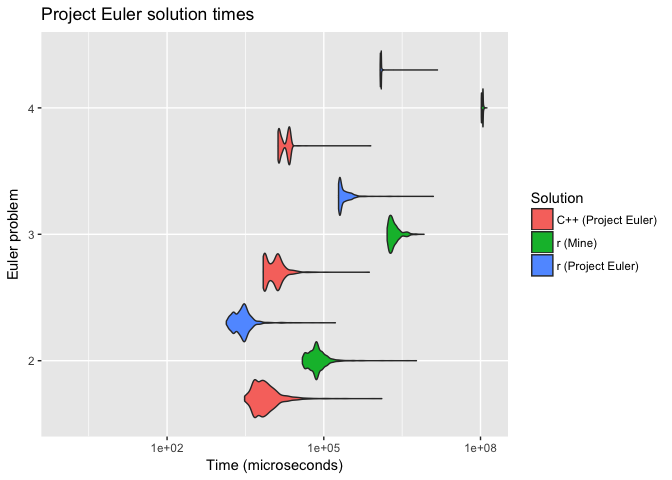 Project Euler solution times
Euler problem
4
3
2
1e+02
1e+05
1e+08
Time (microseconds)
Solution
C++ (Project Euler)
r (Mine)
r (Project Euler)